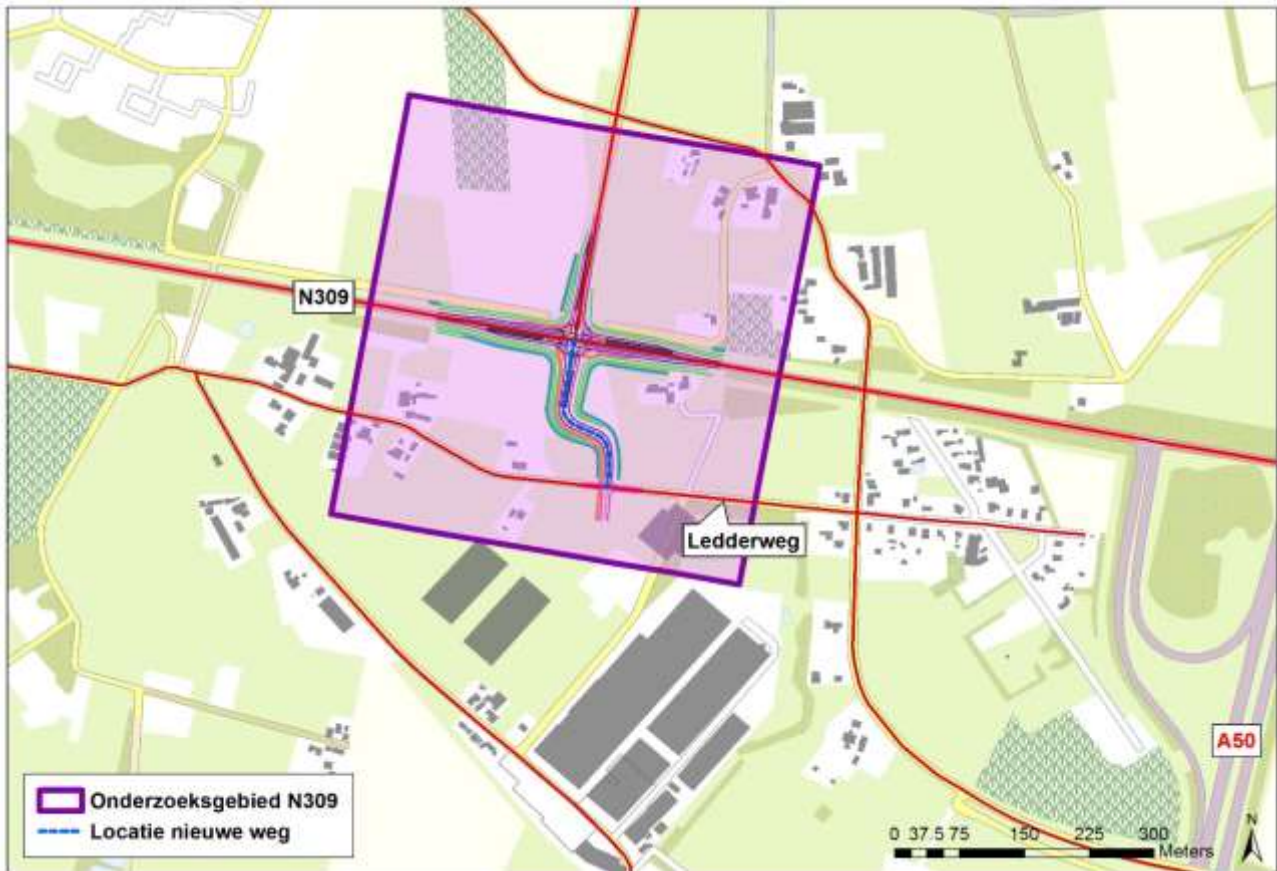 N309
Ledderweg
A50
Onderzoeksgebied N309
Locatie nieuwe weg
0 37.5 75 150 225 300
Meters
N